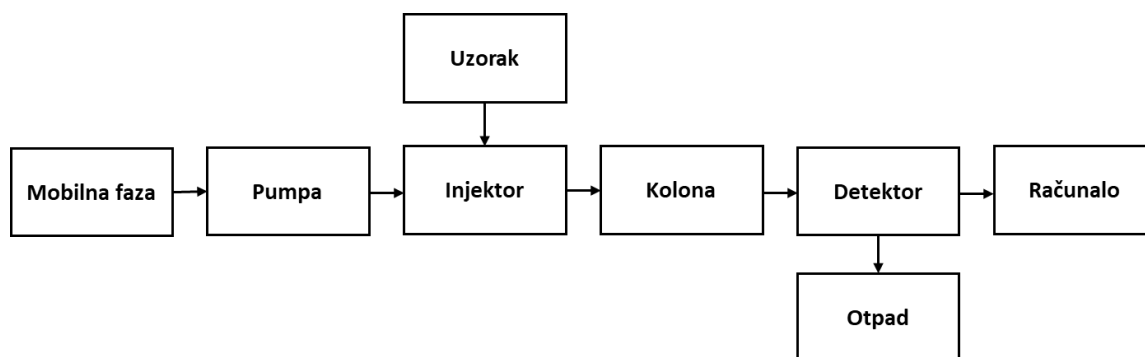 Uzorak
Mobilna faza
Pumpa
Injektor
Kolona
Detektor
Računalo
Otpad